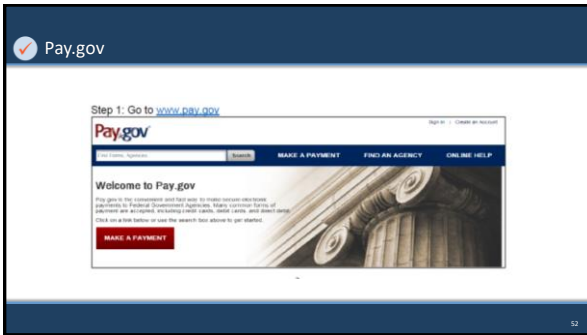 Pay.gov
Step 1: Go to www.pay.gov
Sign In | Create an Account
Pay.gov
Search
MAKE A PAYMENT
FIND AN AGENCY
ONLINE HELP
Welcome to Pay.gov
Pay.gov is the convenient and fast way to make secure electronic
payments to Federal Government Agencies. Many common forms of
payment are accepted, including credit cards, debit cards, and direct debit.
Click on a link below or use the search box above to get started.
MAKE A PAYMENT
52